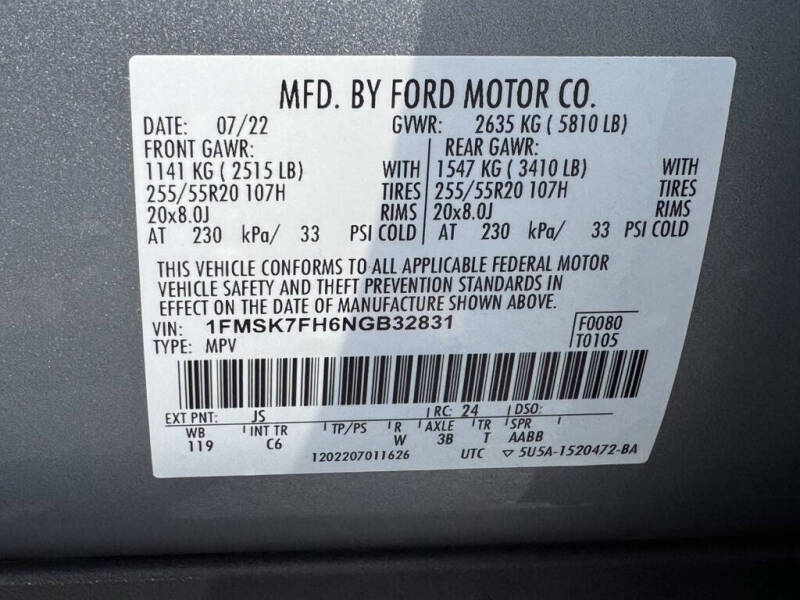 MFD. BY FORD MOTOR CO.
DATE: 07/22 GVWR: 2635 KG ( 5810 LB)
FRONT GAWR: REAR GAWR:
1141 KG ( 2515 LB) WITH 1547 KG ( 3410 LB) WITH
255/55R20 107H TIRES 255/55R20 107H TIRES
20x8.0J RIMS 20x8.0J RIMS
AT 230 kPa/ 33 PSI COLD AT 230 kPa/ 33 PSI COLD
THIS VEHICLE CONFORMS TO ALL APPLICABLE FEDERAL MOTOR
VEHICLE SAFETY AND THEFT PREVENTION STANDARDS IN
EFFECT ON THE DATE OF MANUFACTURE SHOWN ABOVE.
VIN: 1FMSK7FH6NGB32831 F0080
TYPE: MPV T0105
EXT PNT: JS RC: 24 DSO:
WB INT TR TP/PS R AXLE TR SPR
119 C6 W 3B T AABB
1202207011626 UTC ▽ 5U5A-1520472-BA